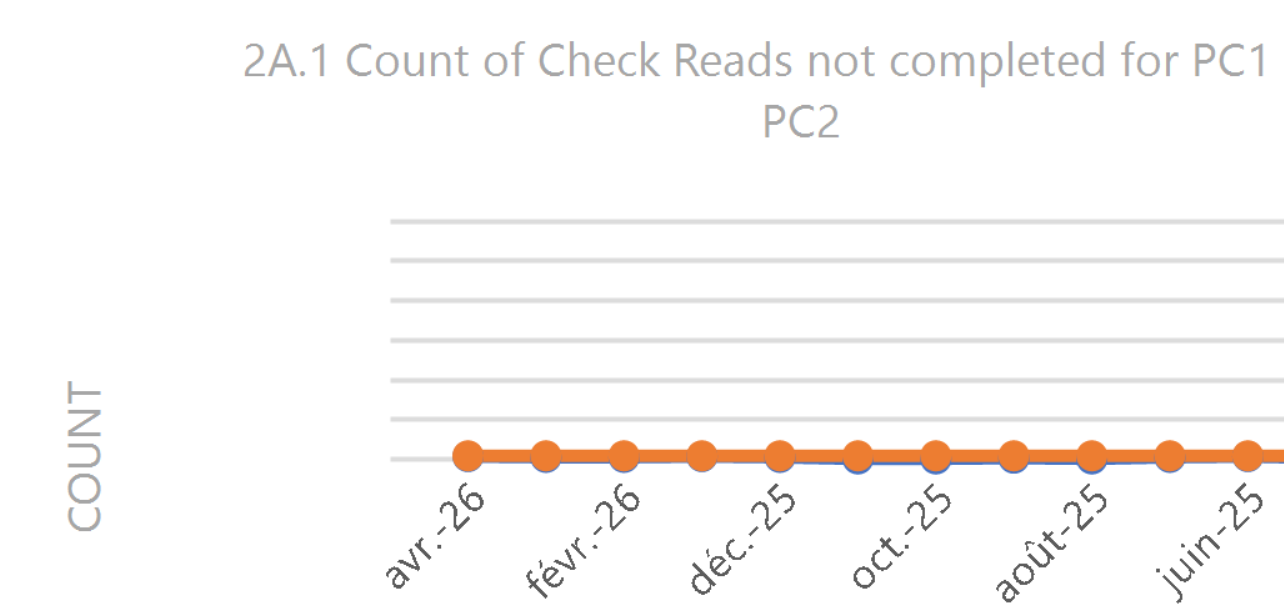 2A.1 Count of Check Reads not completed for PC1
PC2
COUNT
avr.-26
févr.-26
déc.-25
oct.-25
août-25
juin-25